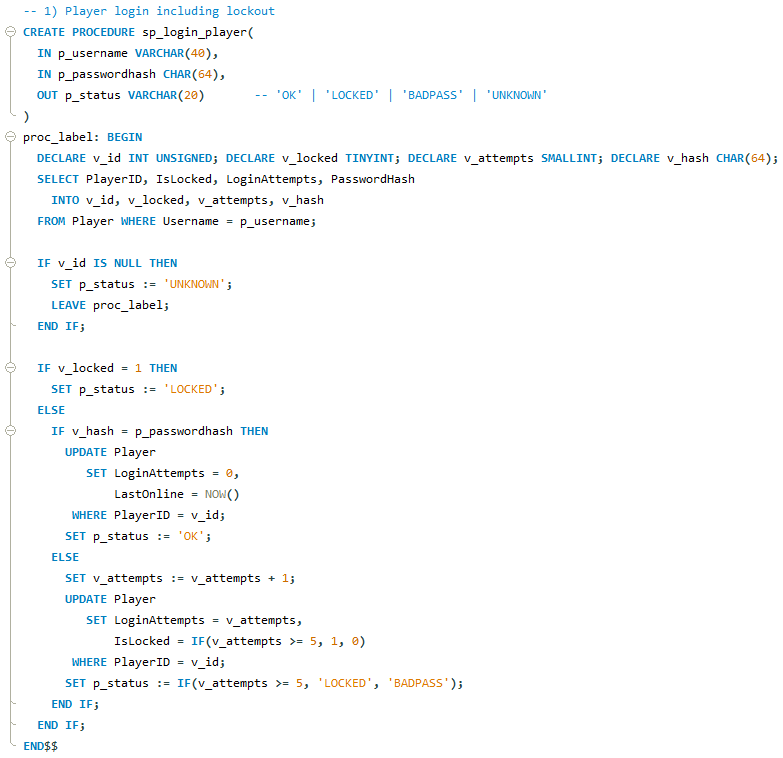 -- 1) Player login including lockout
CREATE PROCEDURE sp_login_player(
  IN p_username VARCHAR(40),
  IN p_passwordhash CHAR(64),
  OUT p_status VARCHAR(20)       -- 'OK' | 'LOCKED' | 'BADPASS' | 'UNKNOWN'
)
proc_label: BEGIN
  DECLARE v_id INT UNSIGNED; DECLARE v_locked TINYINT; DECLARE v_attempts SMALLINT; DECLARE v_hash CHAR(64);
  SELECT PlayerID, IsLocked, LoginAttempts, PasswordHash
    INTO v_id, v_locked, v_attempts, v_hash
  FROM Player WHERE Username = p_username;

  IF v_id IS NULL THEN
    SET p_status := 'UNKNOWN';
    LEAVE proc_label;
  END IF;

  IF v_locked = 1 THEN
    SET p_status := 'LOCKED';
  ELSE
    IF v_hash = p_passwordhash THEN
      UPDATE Player
         SET LoginAttempts = 0,
             LastOnline = NOW()
       WHERE PlayerID = v_id;
      SET p_status := 'OK';
    ELSE
      SET v_attempts := v_attempts + 1;
      UPDATE Player
         SET LoginAttempts = v_attempts,
             IsLocked = IF(v_attempts >= 5, 1, 0)
       WHERE PlayerID = v_id;
      SET p_status := IF(v_attempts >= 5, 'LOCKED', 'BADPASS');
    END IF;
  END IF;
END$$